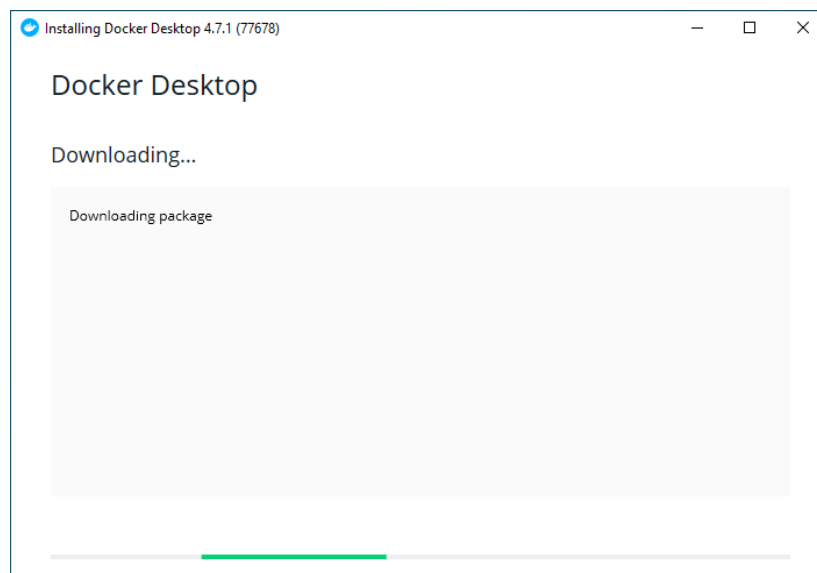 Installing Docker Desktop 4.7.1 (77678)
Docker Desktop
Downloading...
Downloading package